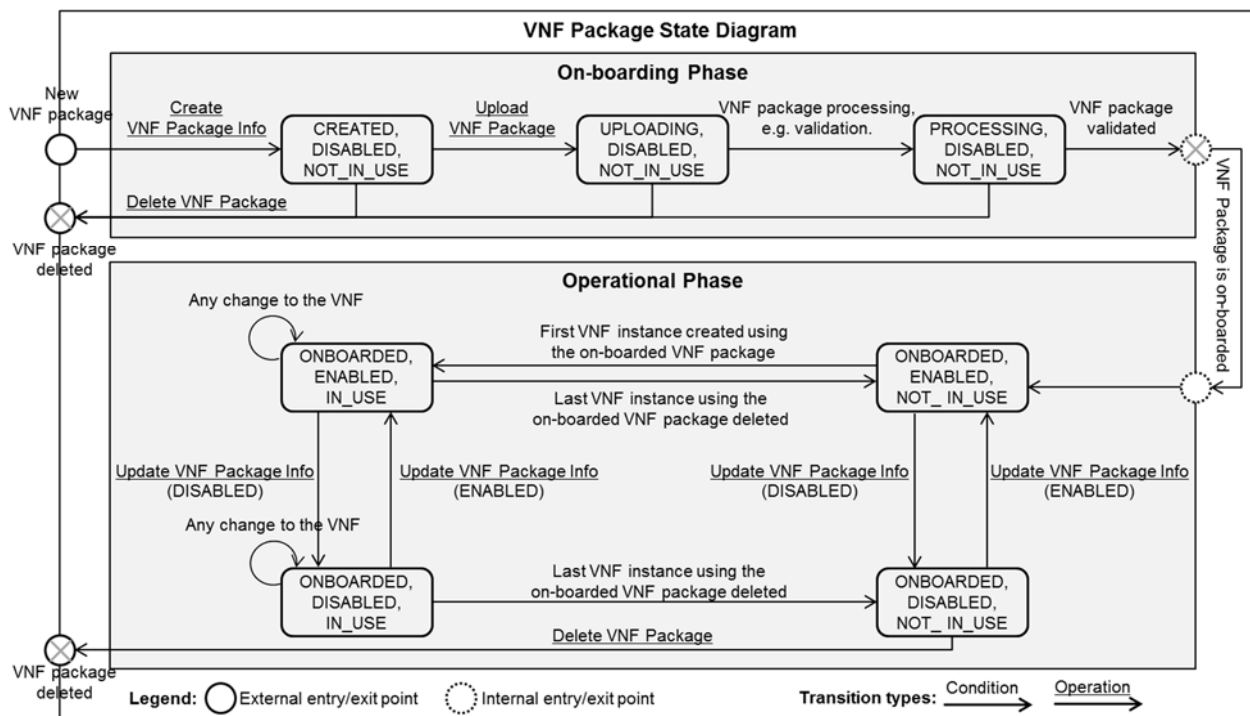 VNF Package State Diagram
On-boarding Phase
New
VNF package
Create
VNF Package Info
CREATED,
DISABLED,
NOT_IN_USE
Upload
VNF Package
UPLOADING,
DISABLED,
NOT_IN_USE
VNF package processing,
e.g. validation.
PROCESSING,
DISABLED,
NOT_IN_USE
VNF package
validated
VNF Package is on-boarded
Delete VNF Package
VNF package
deleted
Operational Phase
Any change to the VNF
ONBOARDED,
ENABLED,
IN_USE
First VNF instance created using
the on-boarded VNF package
Last VNF instance using the
on-boarded VNF package deleted
ONBOARDED,
ENABLED,
NOT_ IN_USE
Update VNF Package Info
(DISABLED)
Update VNF Package Info
(ENABLED)
Update VNF Package Info
(DISABLED)
Update VNF Package Info
(ENABLED)
Any change to the VNF
ONBOARDED,
DISABLED,
IN_USE
Last VNF instance using the
on-boarded VNF package deleted
ONBOARDED,
DISABLED,
NOT_ IN_USE
Delete VNF Package
VNF package
deleted
Legend: External entry/exit point Internal entry/exit point Transition types: Condition Operation